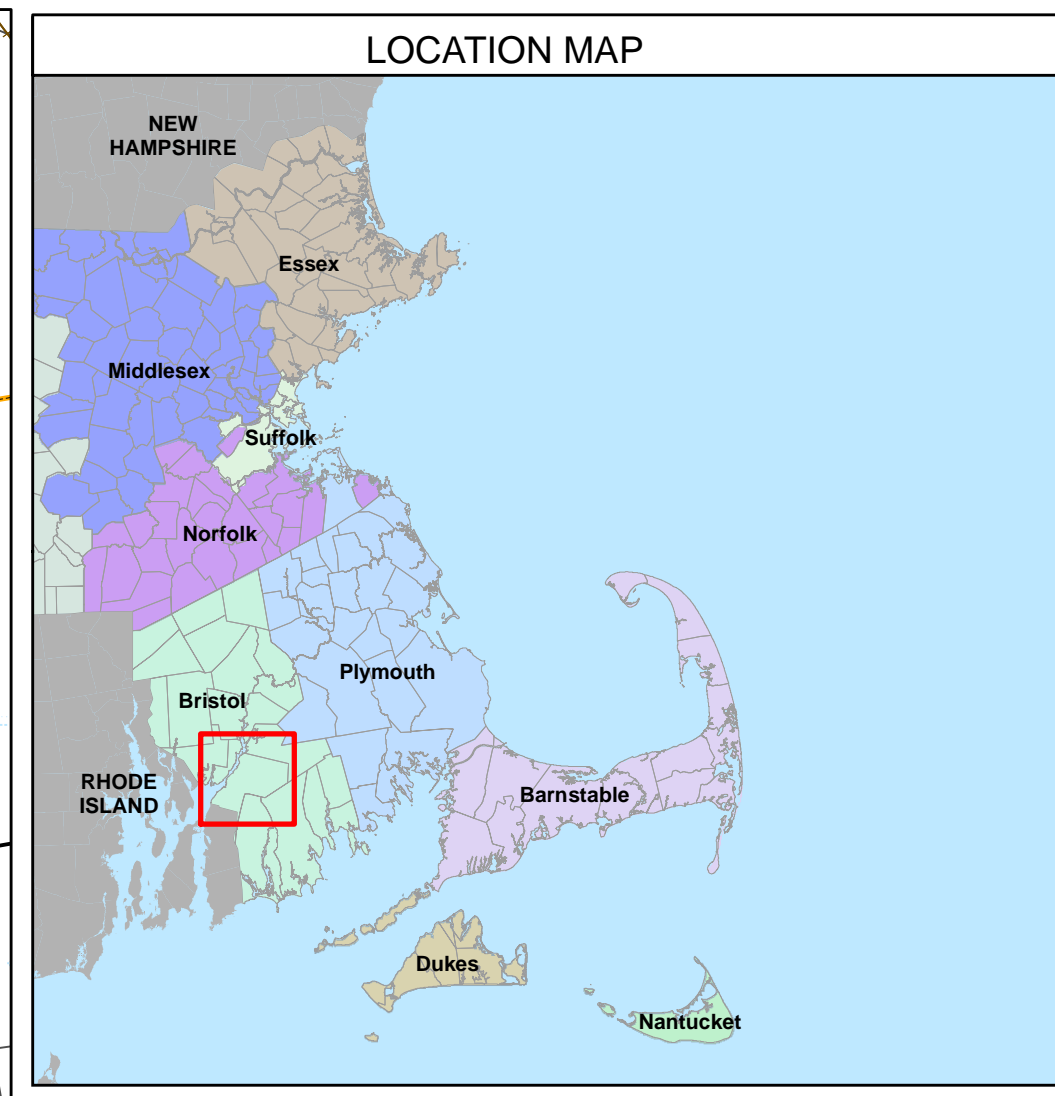 LOCATION MAP
NEW
HAMPSHIRE
Essex
Middlesex
Suffolk
Norfolk
Plymouth
Bristol
RHODE
ISLAND
Barnstable
Dukes
Nantucket